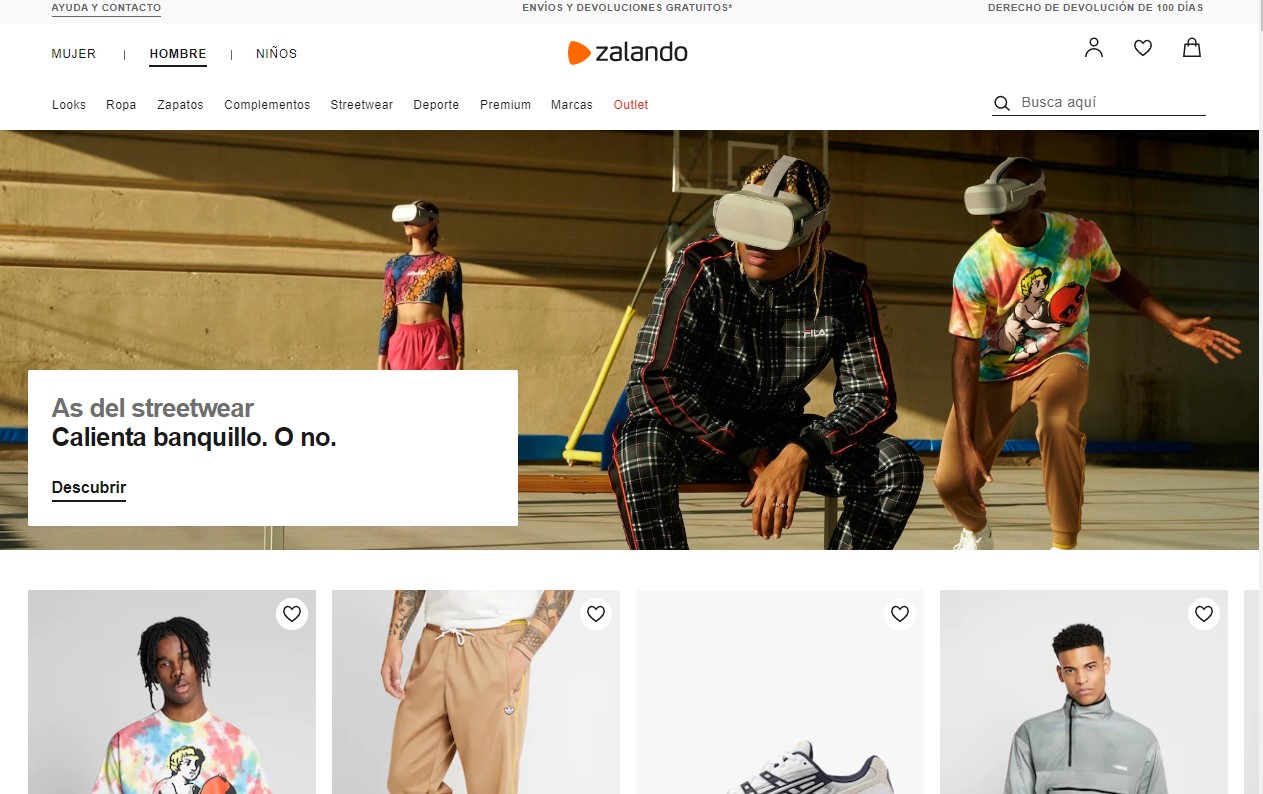 AYUDA Y CONTACTO
ENVÍOS Y DEVOLUCIONES GRATUITOS*
DERECHO DE DEVOLUCIÓN DE 100 DÍAS
MUJER | HOMBRE | NIÑOS
zalando
Looks Ropa Zapatos Complementos Streetwear Deporte Premium Marcas Outlet
Busca aquí
FILA
As del streetwear
Calienta banquillo. O no.
Descubrir